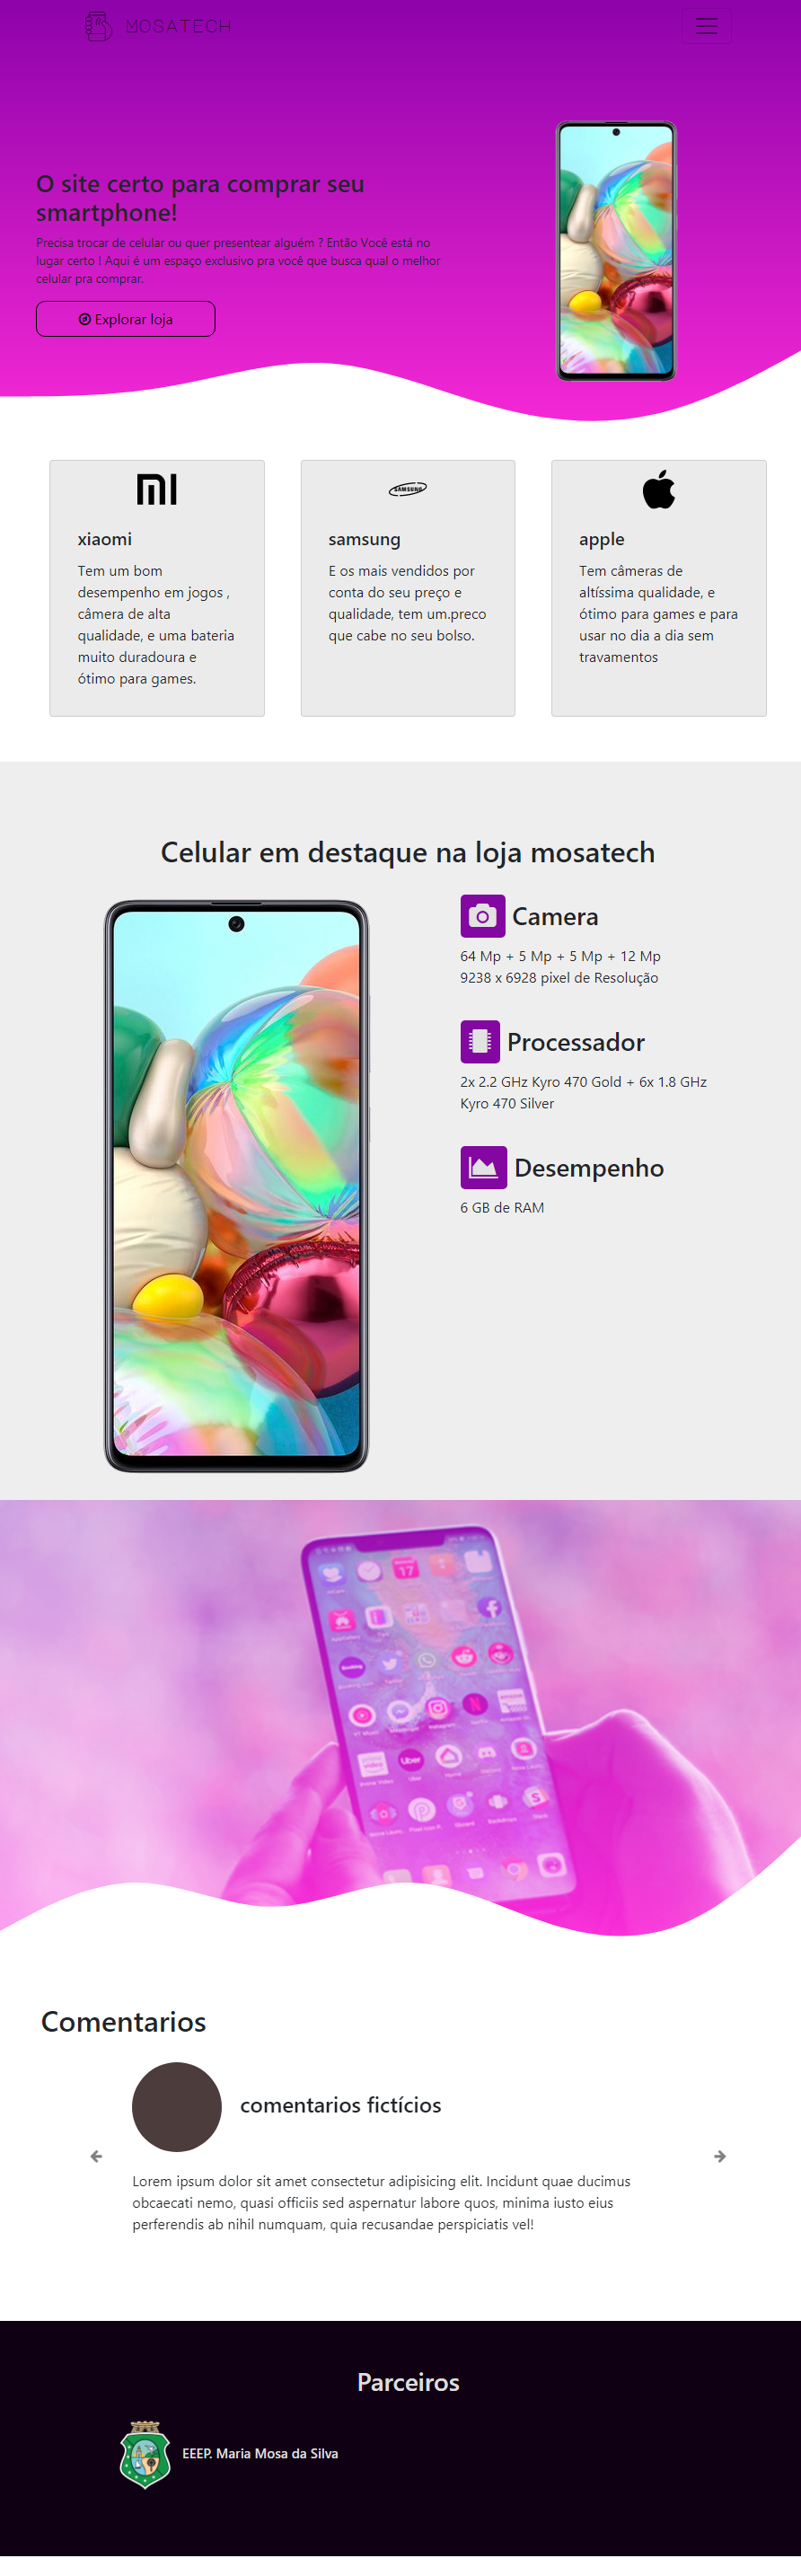 MOSATECH
O site certo para comprar seu
smartphone!
Precisa trocar de celular ou quer presentear alguém ? Então Você está no
lugar certo ! Aqui é um espaço exclusivo pra você que busca qual o melhor
celular pra comprar.
Explorar loja
SAMSUNG
xiaomi
Tem um bom
desempenho em jogos ,
câmera de alta
qualidade, e uma bateria
muito duradoura e
ótimo para games.
samsung
E os mais vendidos por
conta do seu preço e
qualidade, tem um.preco
que cabe no seu bolso.
apple
Tem câmeras de
altíssima qualidade, e
ótimo para games e para
usar no dia a dia sem
travamentos
Celular em destaque na loja mosatech
Camera
64 Mp + 5 Mp + 5 Mp + 12 Mp
9238 x 6928 pixel de Resolução
Processador
2x 2.2 GHz Kyro 470 Gold + 6x 1.8 GHz
Kyro 470 Silver
Desempenho
6 GB de RAM
17
Uber
Comentarios
comentarios fictícios
Lorem ipsum dolor sit amet consectetur adipisicing elit. Incidunt quae ducimus
obcaecati nemo, quasi officiis sed aspernatur labore quos, minima iusto eius
perferendis ab nihil numquam, quia recusandae perspiciatis vel!
Parceiros
EEEP. Maria Mosa da Silva